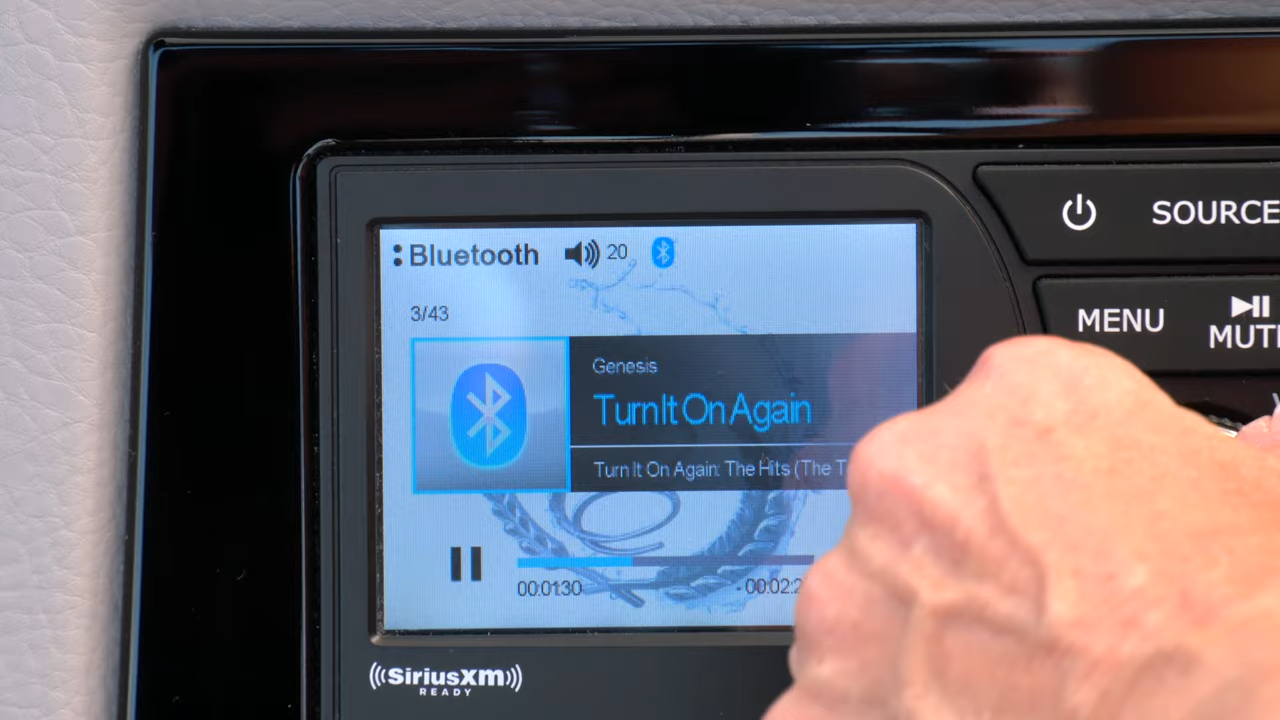 Bluetooth 20
3/43
Genesis
Turn It On Again
Turn It On Again: The Hits (The T
00:01:30 - 00:02:2
SiriusXM
READY
SOURCE
MENU
MUT